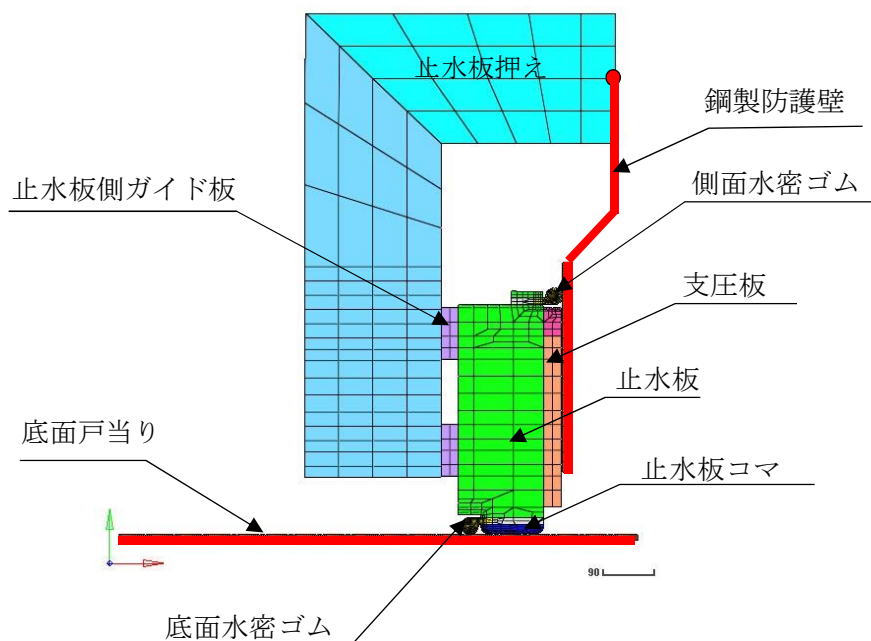 止水板押え
鋼製防護壁
止水板側ガイド板
側面水密ゴム
支圧板
止水板
底面戸当り
止水板コマ
90
底面水密ゴム